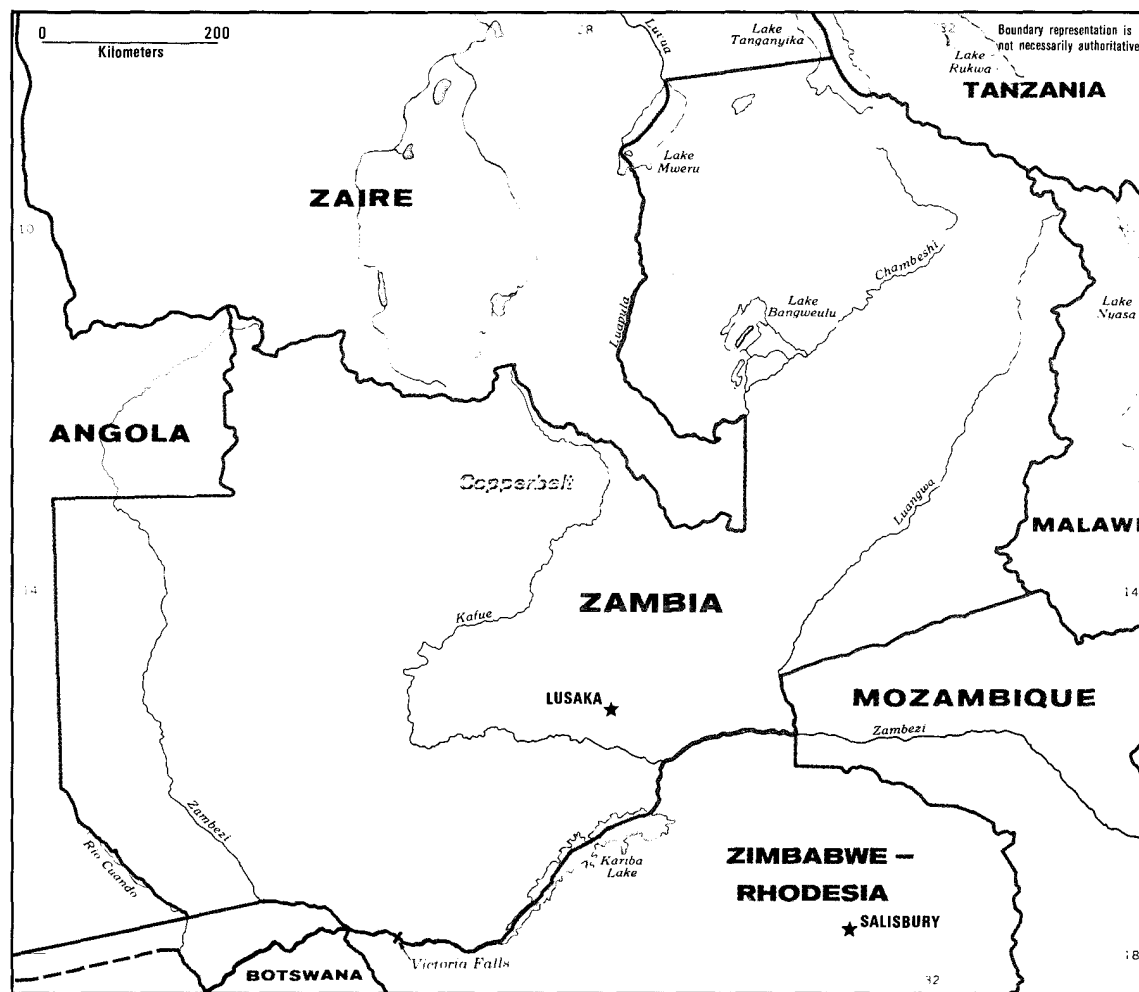 0 200
Kilometers
28
32
Boundary representation is
not necessarily authoritative
Lake
Tanganyika
Lake
Rukwa
TANZANIA
Lake
Mweru
ZAIRE
10
Chambeshi
Luapula
Lake
Bangweulu
Lake
Nyasa
ANGOLA
Copperbelt
Luangwa
MALAWI
14
14
ZAMBIA
Kafue
LUSAKA
MOZAMBIQUE
Zambezi
Zambezi
Rio Cuando
Kariba
Lake
ZIMBABWE –
RHODESIA
SALISBURY
Victoria Falls
BOTSWANA
18
32